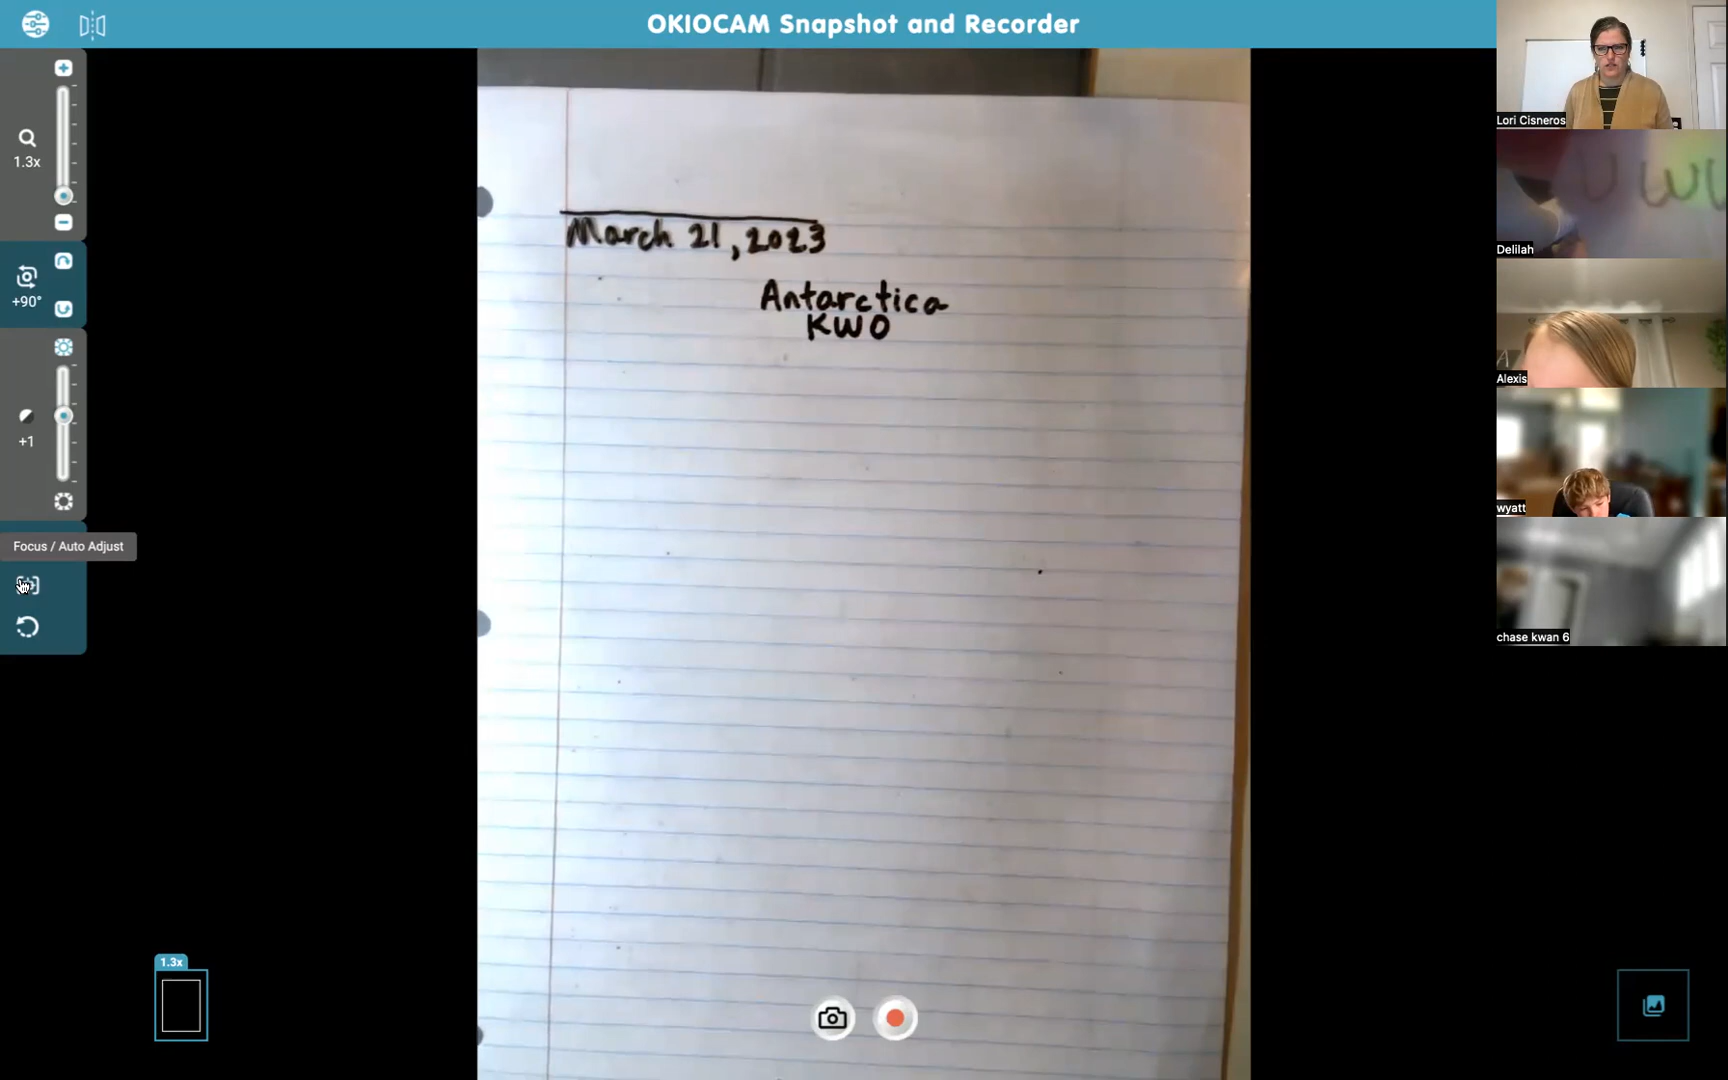 OKIOCAM Snapshot and Recorder
1.3x
+90°
+1
Focus / Auto Adjust
March 21, 2023
Antarctica
KWO
1.3x
Lori Cisneros
U WU
Delilah
A
Alexis
wyatt
chase kwan 6